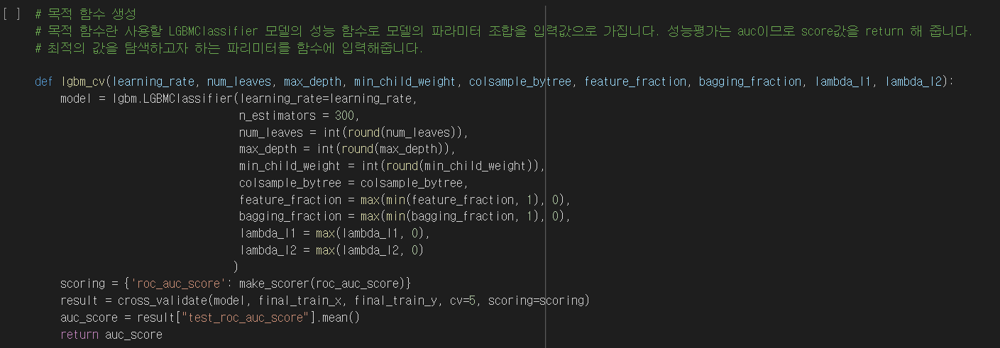 [ ] # 목적 함수 생성
# 목적 함수란 사용할 LGBMClassifier 모델의 성능 함수로 모델의 파라미터 조합을 입력값으로 가집니다. 성능평가는 auc이므로 score값을 return 해 줍니다.
# 최적의 값을 탐색하고자 하는 파리미터를 함수에 입력해줍니다.

def lgbm_cv(learning_rate, num_leaves, max_depth, min_child_weight, colsample_bytree, feature_fraction, bagging_fraction, lambda_l1, lambda_l2):
    model = lgbm.LGBMClassifier(learning_rate=learning_rate,
                                n_estimators = 300,
                                num_leaves = int(round(num_leaves)),
                                max_depth = int(round(max_depth)),
                                min_child_weight = int(round(min_child_weight)),
                                colsample_bytree = colsample_bytree,
                                feature_fraction = max(min(feature_fraction, 1), 0),
                                bagging_fraction = max(min(bagging_fraction, 1), 0),
                                lambda_l1 = max(lambda_l1, 0),
                                lambda_l2 = max(lambda_l2, 0)
                               )
    scoring = {'roc_auc_score': make_scorer(roc_auc_score)}
    result = cross_validate(model, final_train_x, final_train_y, cv=5, scoring=scoring)
    auc_score = result["test_roc_auc_score"].mean()
    return auc_score